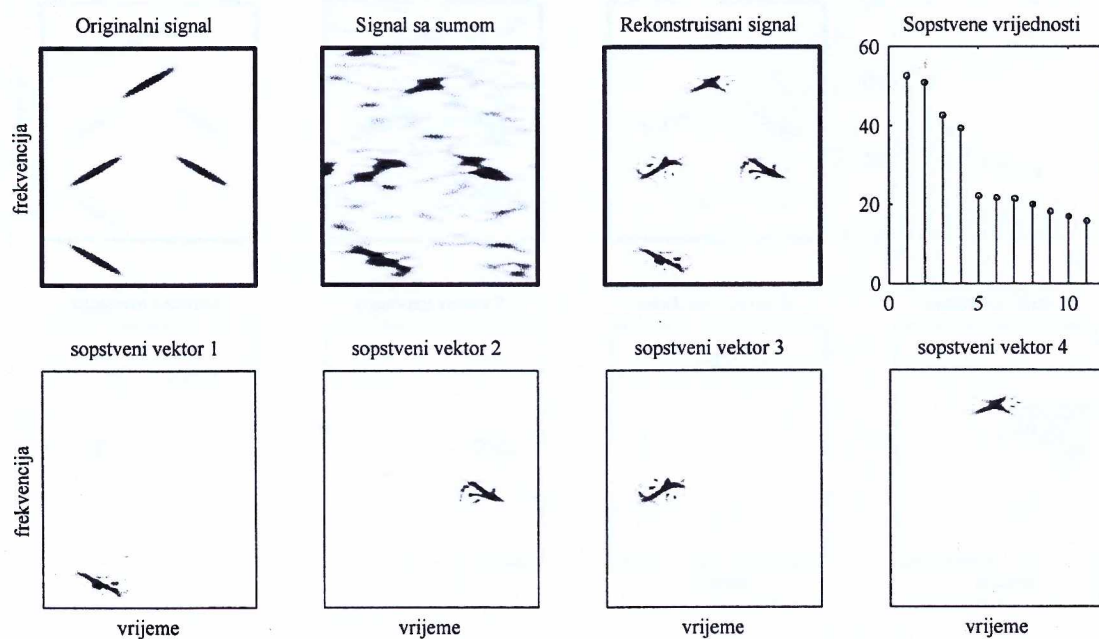 Originalni signal
Signal sa sumom
Rekonstruisani signal
Sopstvene vrijednosti
frekvencija
60
40
20
0
0
5
10
sopstveni vektor 1
sopstveni vektor 2
sopstveni vektor 3
sopstveni vektor 4
frekvencija
vrijeme
vrijeme
vrijeme
vrijeme